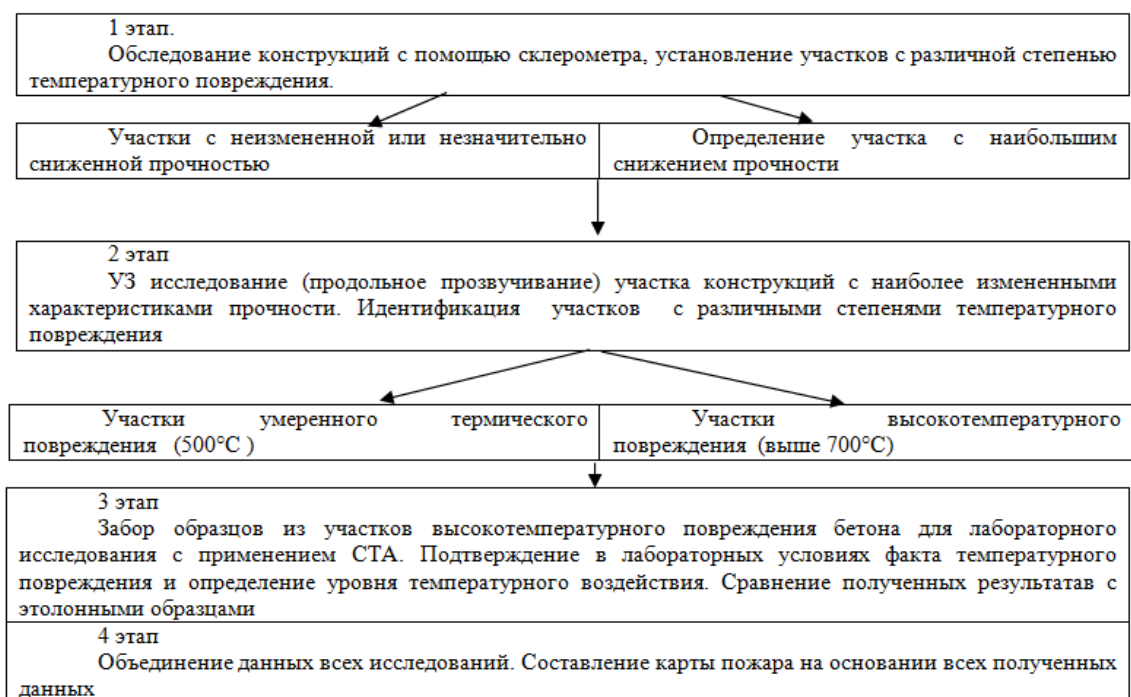 1 этап.
Обследование конструкций с помощью склерометра, установление участков с различной степенью
температурного повреждения.
Участки с неизмененной или незначительно
сниженной прочностью
Определение участка с наибольшим
снижением прочности
2 этап
УЗ исследование (продольное прозвучивание) участка конструкций с наиболее измененными
характеристиками прочности. Идентификация участков с различными степенями температурного
повреждения
Участки умеренного термического
повреждения (500°С )
Участки высокотемпературного
повреждения (выше 700°С)
3 этап
Забор образцов из участков высокотемпературного повреждения бетона для лабораторного
исследования с применением СТА. Подтверждение в лабораторных условиях факта температурного
повреждения и определение уровня температурного воздействия. Сравнение полученных результатав с
этолонными образцами
4 этап
Объединение данных всех исследований. Составление карты пожара на основании всех полученных
данных